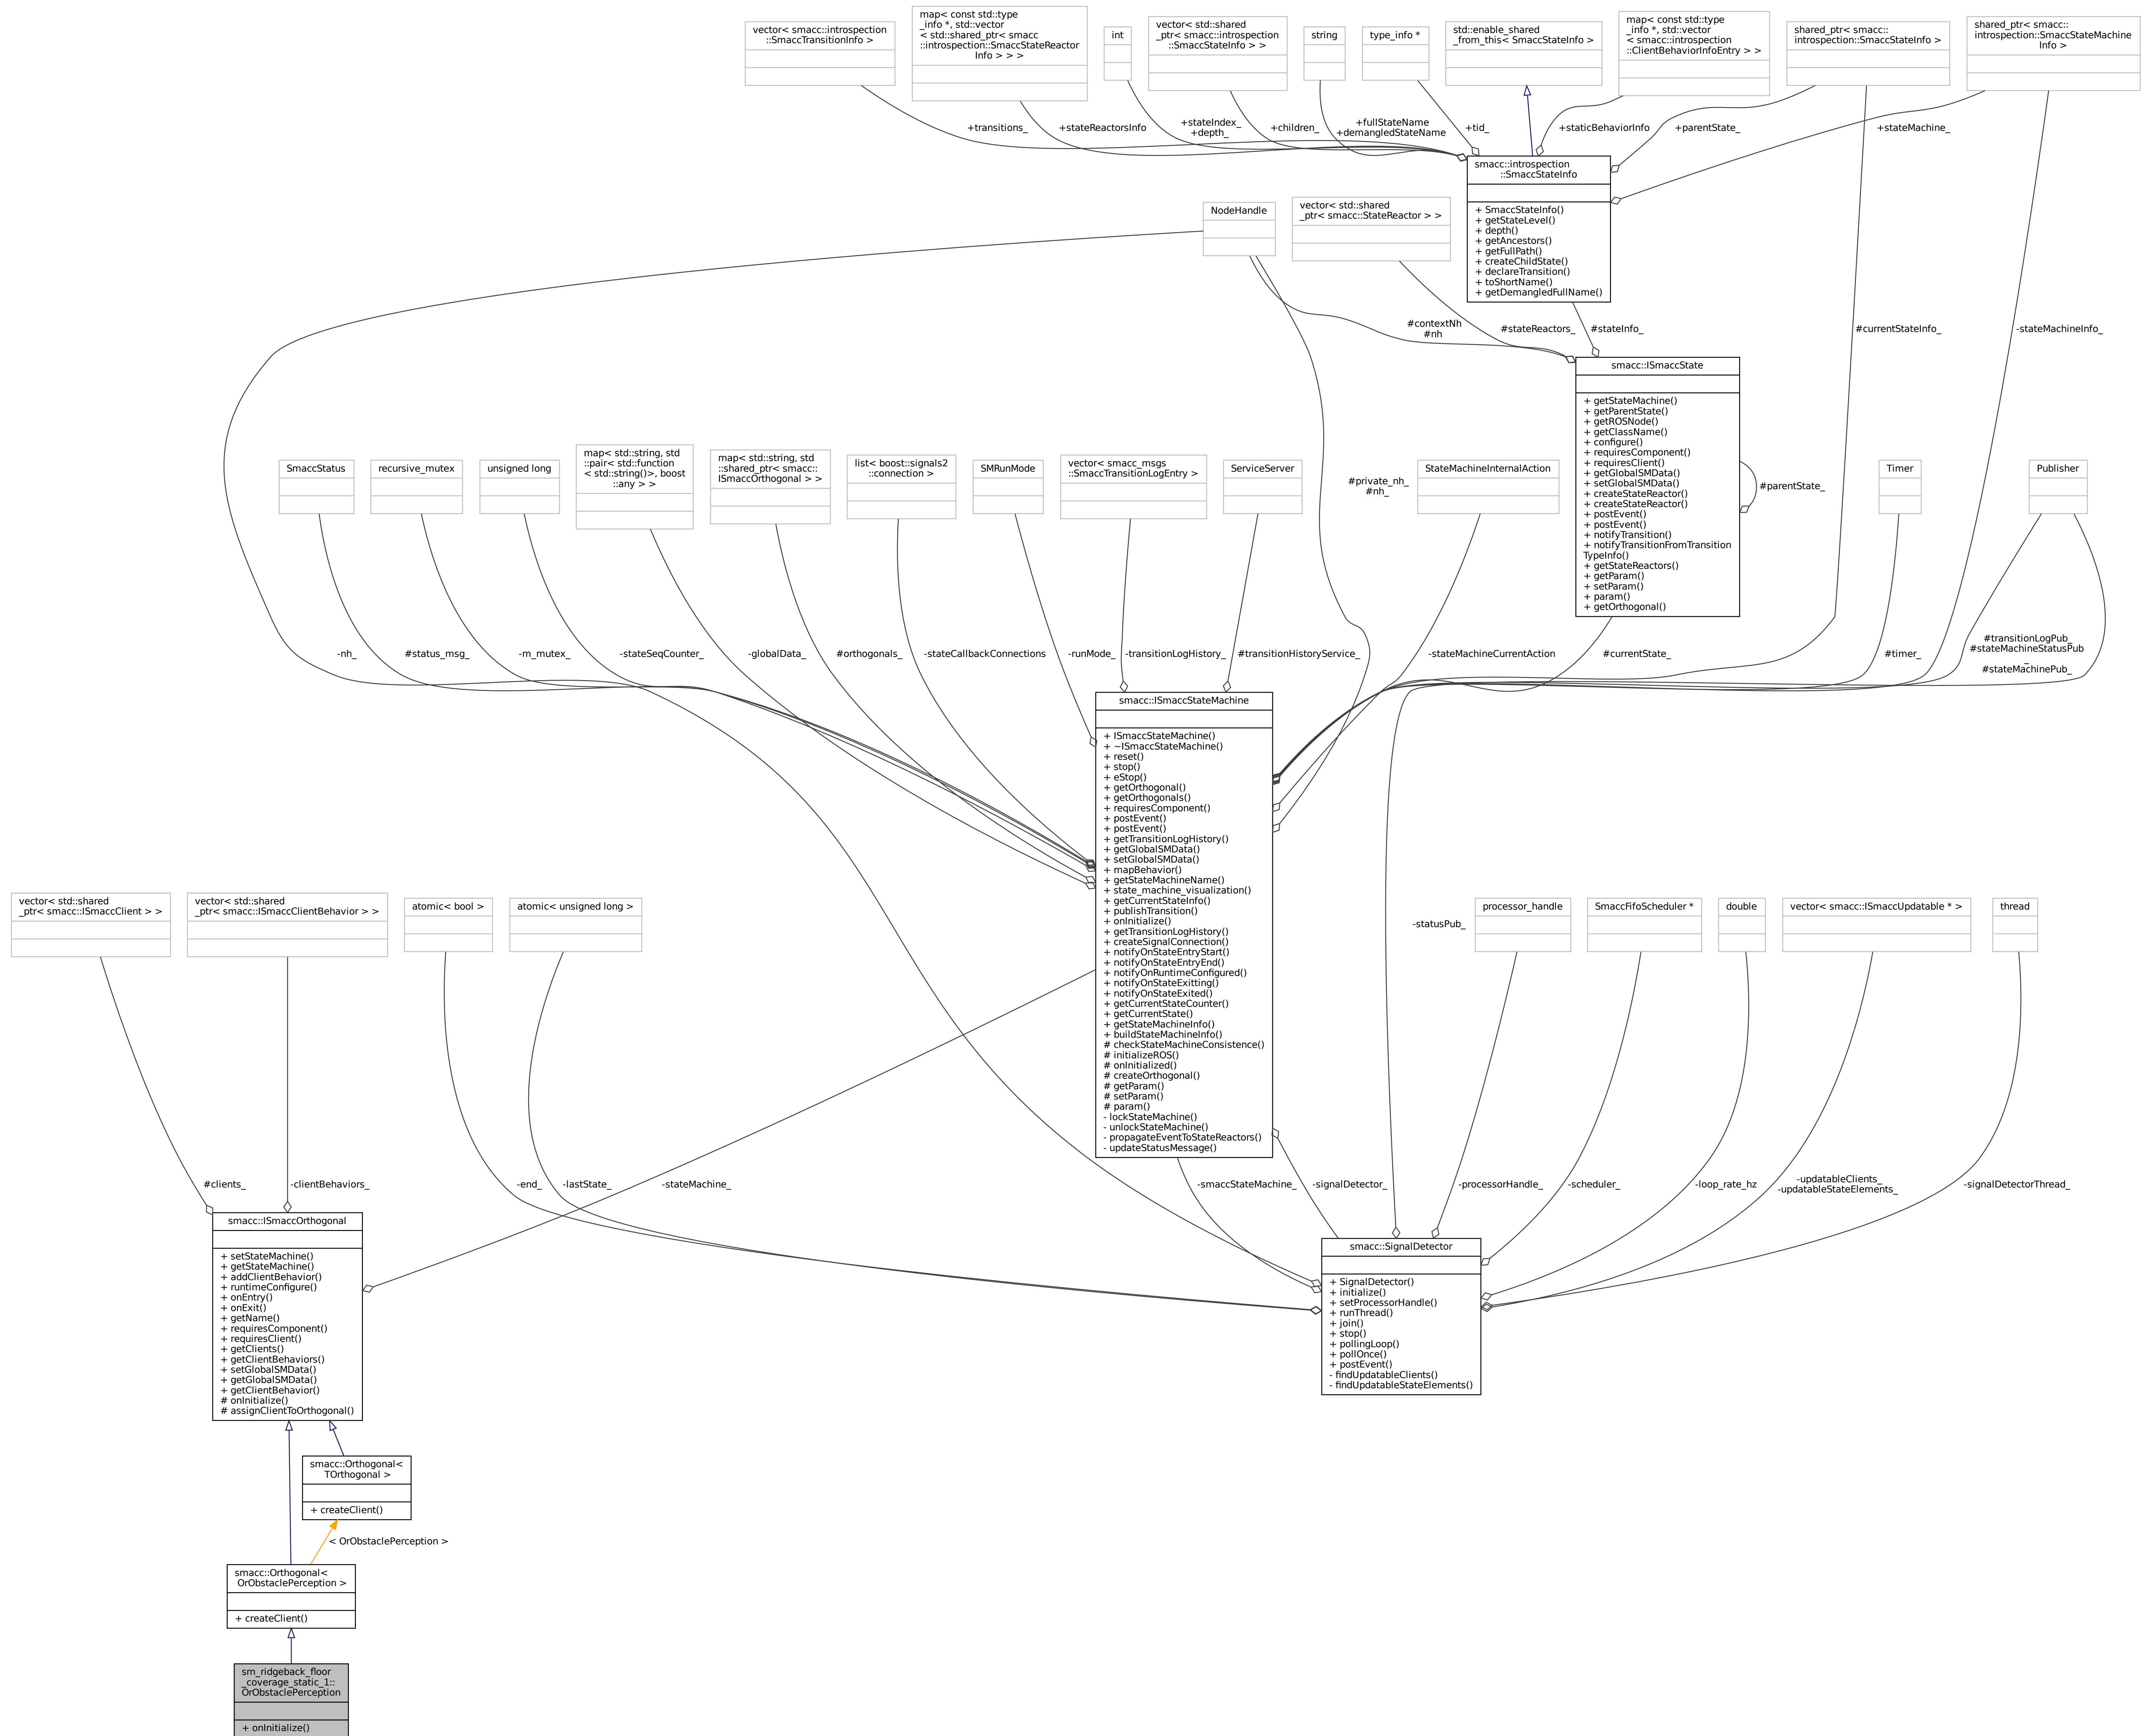 vector< smacc::introspection
::SmaccTransitionInfo >
map< const std::type
_info *, std::vector
< std::shared_ptr< smacc
::introspection::SmaccStateReactor
Info > > >
int
vector< std::shared
_ptr< smacc::introspection
::SmaccStateInfo > >
string
type_info *
std::enable_shared
_from_this< SmaccStateInfo >
map< const std::type
_info *, std::vector
< smacc::introspection
::ClientBehaviorInfoEntry > >
shared_ptr< smacc::
introspection::SmaccStateInfo >
shared_ptr< smacc::
introspection::SmaccStateMachine
Info >
+transitions_
+stateReactorsInfo
+stateIndex_
+depth_
+children_
+fullStateName
+demangledStateName
+tid_
+staticBehaviorInfo
+parentState_
+stateMachine_
smacc::introspection
::SmaccStateInfo
+ SmaccStateInfo()
+ getStateLevel()
+ depth()
+ getAncestors()
+ getFullPath()
+ createChildState()
+ declareTransition()
+ toShortName()
+ getDemangledFullName()
NodeHandle
vector< std::shared
_ptr< smacc::StateReactor > >
#contextNh
#nh
#stateReactors_
#stateInfo_
#currentStateInfo_
-stateMachineInfo_
smacc::ISmaccState
+ getStateMachine()
+ getParentState()
+ getROSNode()
+ getClassName()
+ configure()
+ requiresComponent()
+ requiresClient()
+ getGlobalSMData()
+ setGlobalSMData()
+ createStateReactor()
+ createStateReactor()
+ postEvent()
+ postEvent()
+ notifyTransition()
+ notifyTransitionFromTransition
TypeInfo()
+ getStateReactors()
+ getParam()
+ setParam()
+ param()
+ getOrthogonal()
#parentState_
SmaccStatus
recursive_mutex
unsigned long
map< std::string, std
::pair< std::function
< std::string()>, boost
::any > >
map< std::string, std
::shared_ptr< smacc::
ISmaccOrthogonal > >
list< boost::signals2
::connection >
SMRunMode
vector< smacc_msgs
::SmaccTransitionLogEntry >
ServiceServer
#private_nh_
#nh_
StateMachineInternalAction
Timer
Publisher
-nh_
#status_msg_
-m_mutex_
-stateSeqCounter_
-globalData_
#orthogonals_
-stateCallbackConnections
-runMode_
-transitionLogHistory_
#transitionHistoryService_
-stateMachineCurrentAction
#currentState_
#timer_
#transitionLogPub_
#stateMachineStatusPub
_
#stateMachinePub_
smacc::ISmaccStateMachine
+ ISmaccStateMachine()
+ ~ISmaccStateMachine()
+ reset()
+ stop()
+ eStop()
+ getOrthogonal()
+ getOrthogonals()
+ requiresComponent()
+ postEvent()
+ postEvent()
+ getTransitionLogHistory()
+ getGlobalSMData()
+ setGlobalSMData()
+ mapBehavior()
+ getStateMachineName()
+ state_machine_visualization()
+ getCurrentStateInfo()
+ publishTransition()
+ onInitialize()
+ getTransitionLogHistory()
+ createSignalConnection()
+ notifyOnStateEntryStart()
+ notifyOnStateEntryEnd()
+ notifyOnRuntimeConfigured()
+ notifyOnStateExitting()
+ notifyOnStateExited()
+ getCurrentStateCounter()
+ getCurrentState()
+ getStateMachineInfo()
+ buildStateMachineInfo()
# checkStateMachineConsistence()
# initializeROS()
# onInitialized()
# createOrthogonal()
# getParam()
# setParam()
# param()
- lockStateMachine()
- unlockStateMachine()
- propagateEventToStateReactors()
- updateStatusMessage()
vector< std::shared
_ptr< smacc::ISmaccClient > >
vector< std::shared
_ptr< smacc::ISmaccClientBehavior > >
atomic< bool >
atomic< unsigned long >
-statusPub_
processor_handle
SmaccFifoScheduler *
double
vector< smacc::ISmaccUpdatable * >
thread
#clients_
-clientBehaviors_
-end_
-lastState_
-stateMachine_
-smaccStateMachine_
-signalDetector_
-processorHandle_
-scheduler_
-loop_rate_hz
-updatableClients_
-updatableStateElements_
-signalDetectorThread_
smacc::ISmaccOrthogonal
+ setStateMachine()
+ getStateMachine()
+ addClientBehavior()
+ runtimeConfigure()
+ onEntry()
+ onExit()
+ getName()
+ requiresComponent()
+ requiresClient()
+ getClients()
+ getClientBehaviors()
+ setGlobalSMData()
+ getGlobalSMData()
+ getClientBehavior()
# onInitialize()
# assignClientToOrthogonal()
smacc::SignalDetector
+ SignalDetector()
+ initialize()
+ setProcessorHandle()
+ runThread()
+ join()
+ stop()
+ pollingLoop()
+ pollOnce()
+ postEvent()
- findUpdatableClients()
- findUpdatableStateElements()
smacc::Orthogonal<
TOrthogonal >
+ createClient()
< OrObstaclePerception >
smacc::Orthogonal<
OrObstaclePerception >
+ createClient()
sm_ridgeback_floor
_coverage_static_1::
OrObstaclePerception
+ onInitialize()